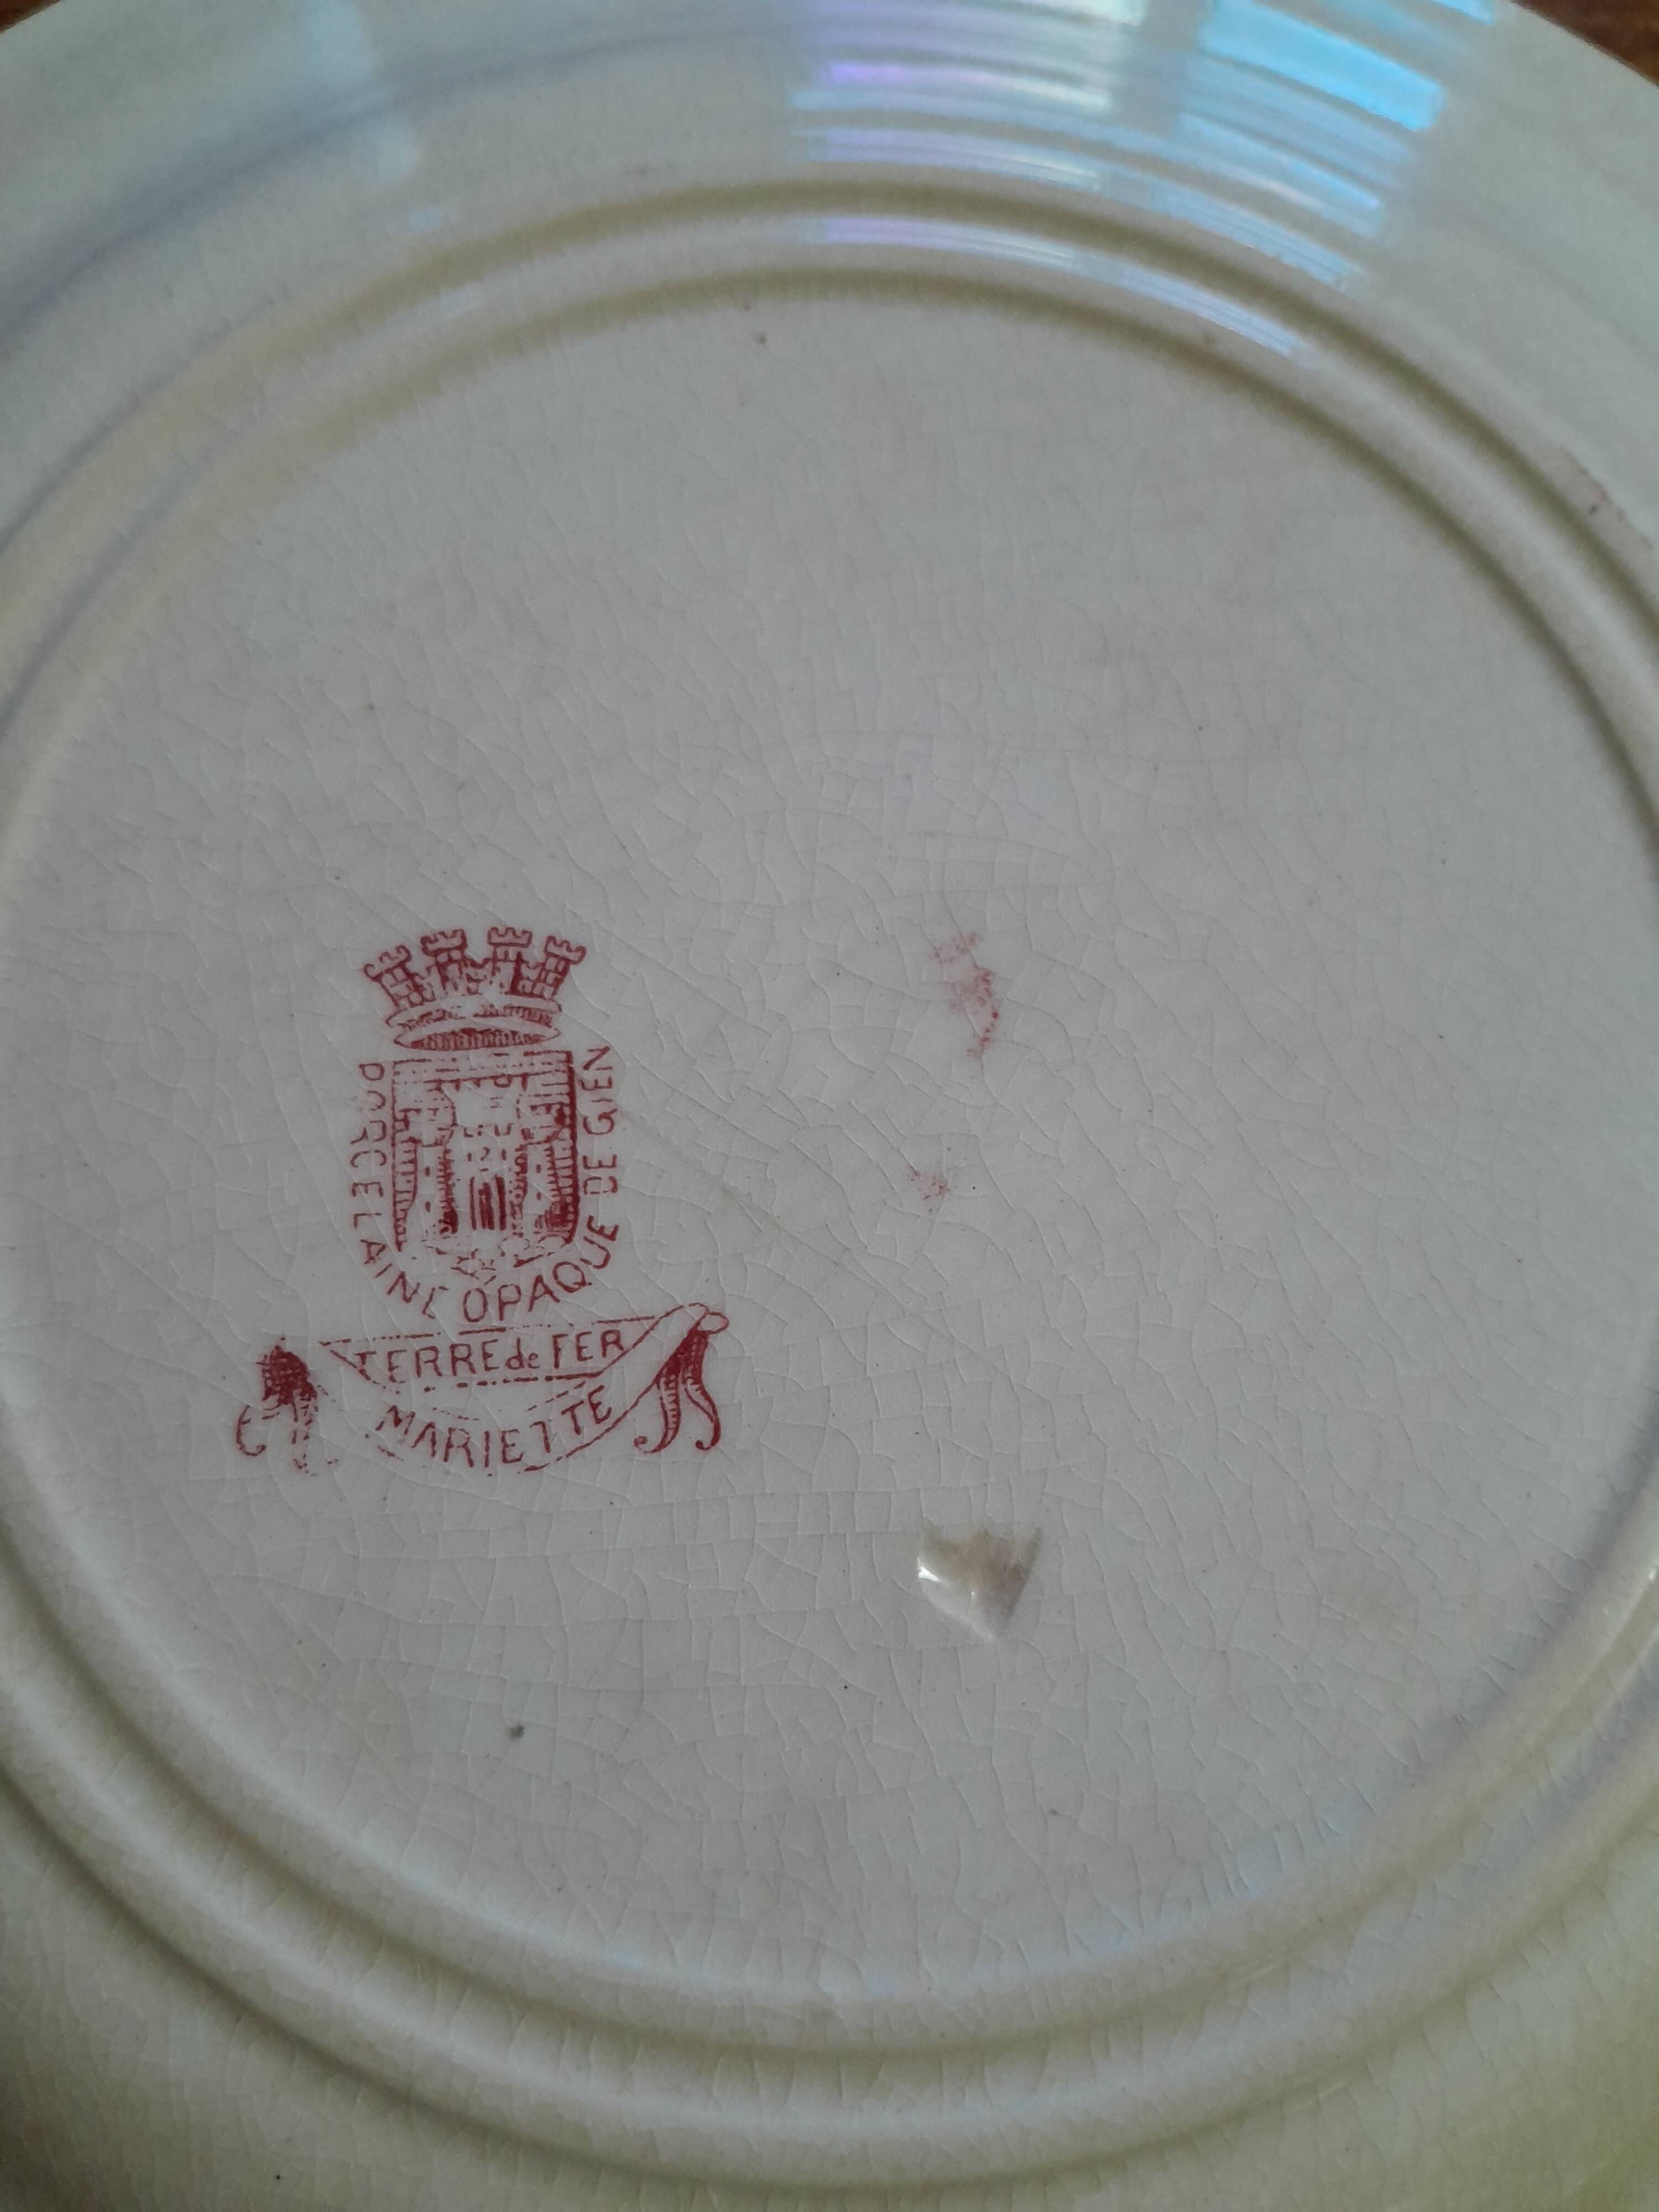 PORCELAINE OPAQUE DE GIEN
TERRE de FER
MARIETTE